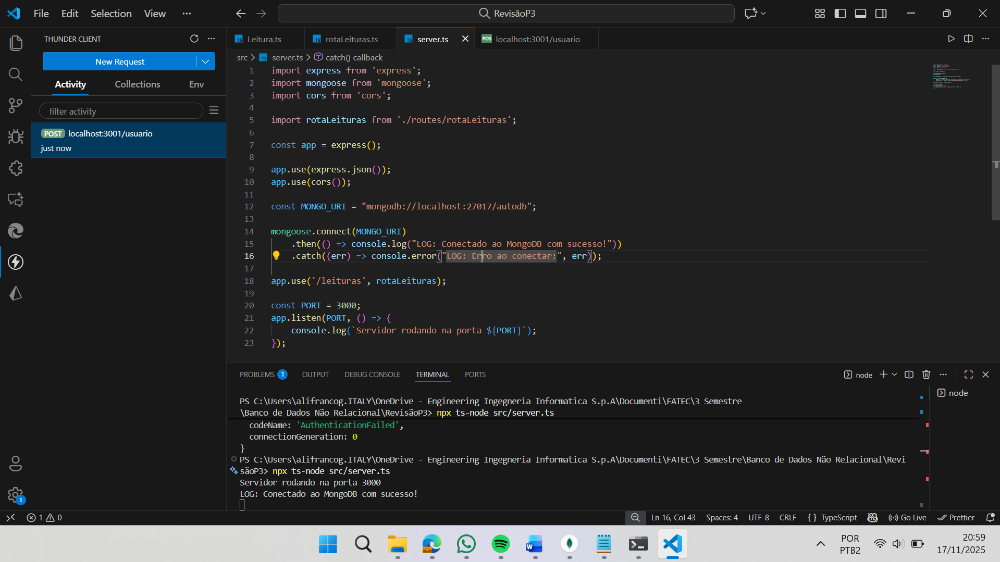 File Edit Selection View ···
RevisãoP3
THUNDER CLIENT
New Request
Activity Collections Env
filter activity
POST localhost:3001/usuario
just now
TS Leitura.ts
TS rotaLeituras.ts
TS server.ts
POS localhost:3001/usuario
src > TS server.ts > catch() callback
1 import express from 'express';
2 import mongoose from 'mongoose';
3 import cors from 'cors';
4
5 import rotaLeituras from './routes/rotaLeituras';
6
7 const app = express();
8
9 app.use(express.json());
10 app.use(cors());
11
12 const MONGO_URI = "mongodb://localhost:27017/autodb";
13
14 mongoose.connect(MONGO_URI)
15 .then(() => console.log("LOG: Conectado ao MongoDB com sucesso!"))
16 .catch((err) => console.error("LOG: Erro ao conectar:", err));
17
18 app.use('/leituras', rotaLeituras);
19
20 const PORT = 3000;
21 app.listen(PORT, () => {
22 console.log(`Servidor rodando na porta ${PORT}`);
23 });
PROBLEMS 1 OUTPUT DEBUG CONSOLE TERMINAL PORTS
node
node
PS C:\Users\alifrancog.ITALY\OneDrive - Engineering Ingegneria Informatica S.p.A\Documenti\FATEC\3 Semestre
\Banco de Dados Não Relacional\RevisãoP3> npx ts-node src/server.ts
codeName: 'AuthenticationFailed',
connectionGeneration: 0
}
PS C:\Users\alifrancog.ITALY\OneDrive - Engineering Ingegneria Informatica S.p.A\Documenti\FATEC\3 Semestre\Banco de Dados Não Relacional\Revi
sãoP3> npx ts-node src/server.ts
Servidor rodando na porta 3000
LOG: Conectado ao MongoDB com sucesso!
1
1 0
Ln 16, Col 43 Spaces: 4 UTF-8 CRLF { } TypeScript Go Live Prettier
POR
PTB2
20:59
17/11/2025